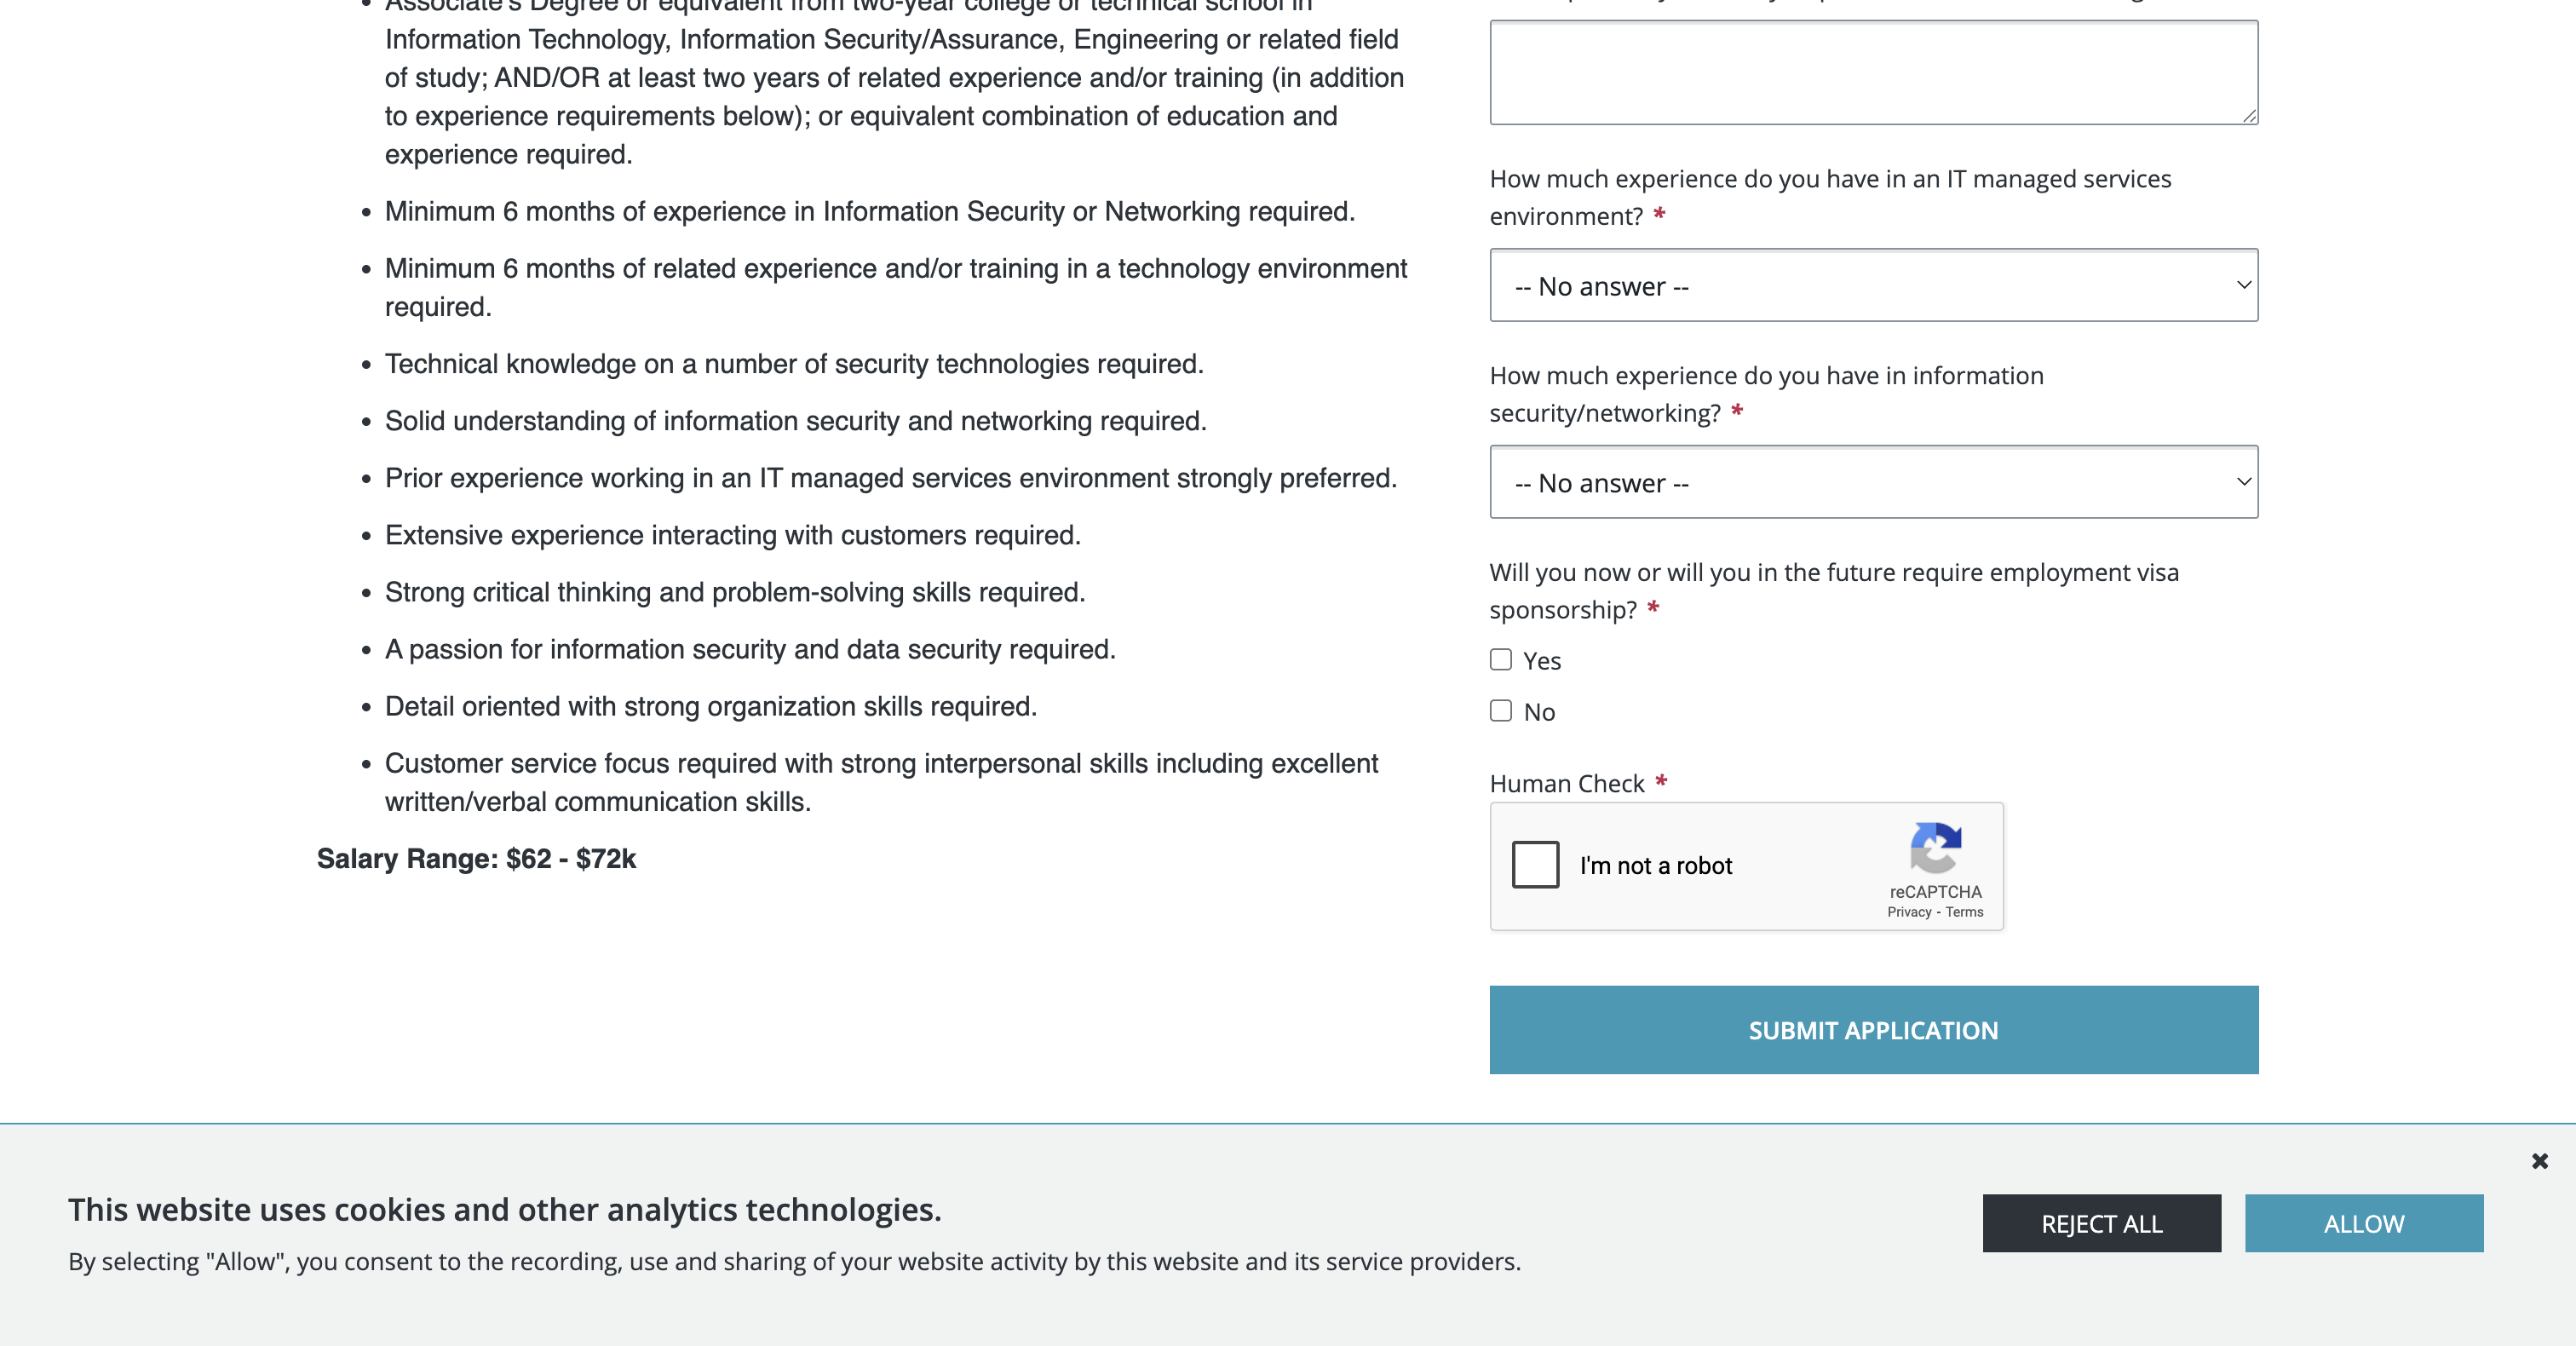 Associate's Degree or equivalent from two-year college or technical school in
Information Technology, Information Security/Assurance, Engineering or related field
of study; AND/OR at least two years of related experience and/or training (in addition
to experience requirements below); or equivalent combination of education and
experience required.
• Minimum 6 months of experience in Information Security or Networking required.
• Minimum 6 months of related experience and/or training in a technology environment
required.
• Technical knowledge on a number of security technologies required.
• Solid understanding of information security and networking required.
• Prior experience working in an IT managed services environment strongly preferred.
• Extensive experience interacting with customers required.
• Strong critical thinking and problem-solving skills required.
• A passion for information security and data security required.
• Detail oriented with strong organization skills required.
• Customer service focus required with strong interpersonal skills including excellent
written/verbal communication skills.
Salary Range: $62 - $72k
How much experience do you have in an IT managed services
environment? *
-- No answer --
How much experience do you have in information
security/networking? *
-- No answer --
Will you now or will you in the future require employment visa
sponsorship? *
Yes
No
Human Check *
I'm not a robot
reCAPTCHA
Privacy - Terms
SUBMIT APPLICATION
This website uses cookies and other analytics technologies.
By selecting "Allow", you consent to the recording, use and sharing of your website activity by this website and its service providers.
REJECT ALL
ALLOW